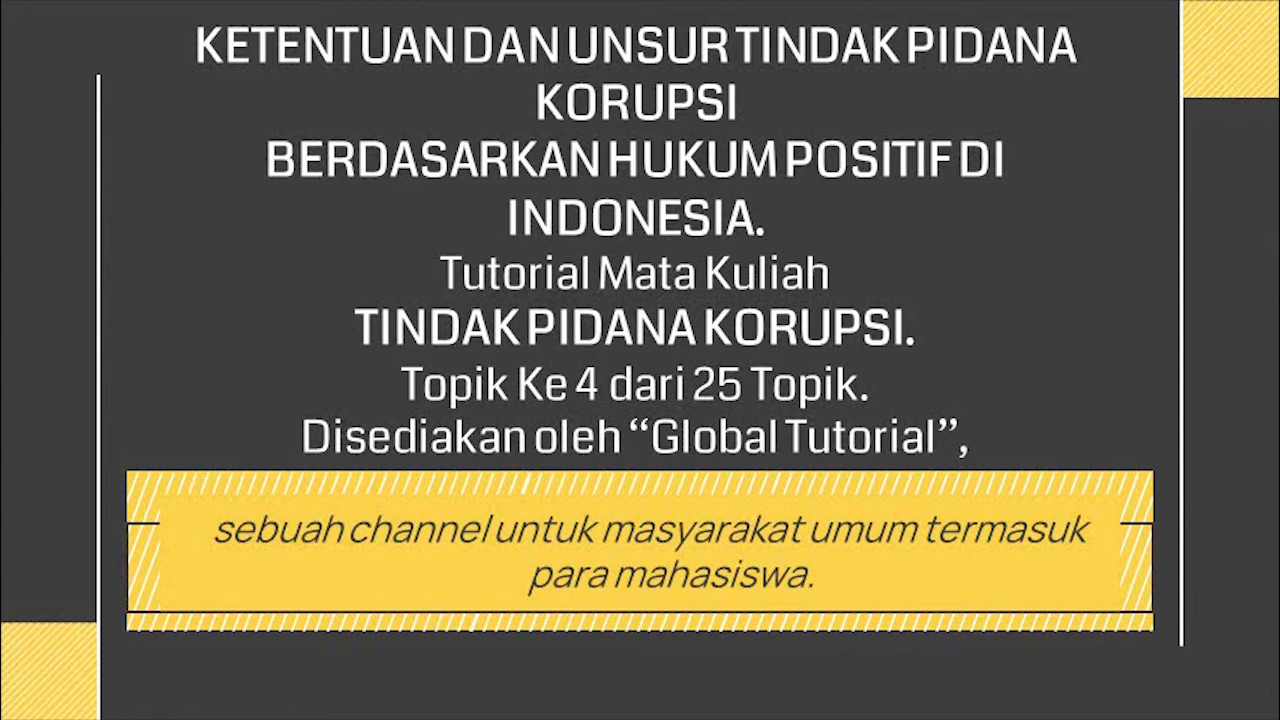 KETENTUAN DAN UNSUR TINDAK PIDANA
KORUPSI
BERDASARKAN HUKUM POSITIF DI
INDONESIA.
Tutorial Mata Kuliah
TINDAK PIDANA KORUPSI.
Topik Ke 4 dari 25 Topik.
Disediakan oleh “Global Tutorial”,
sebuah channel untuk masyarakat umum termasuk
para mahasiswa.